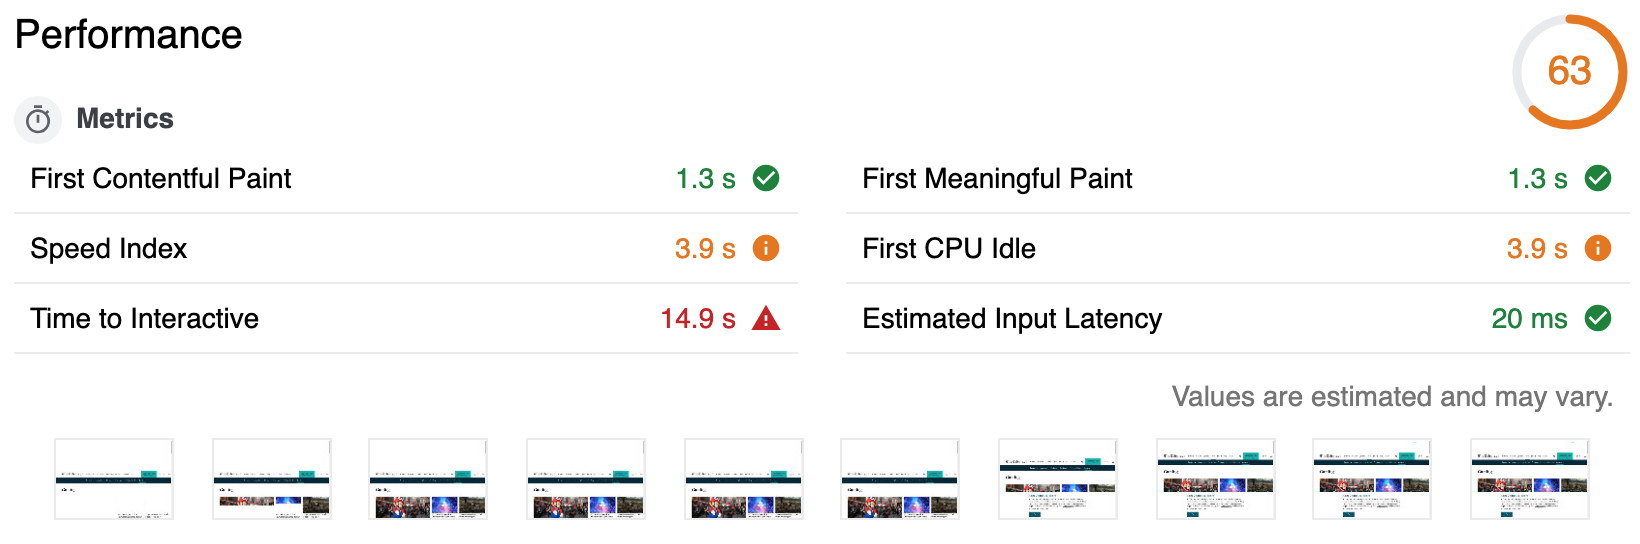 Performance
63
Metrics
First Contentful Paint 1.3 s
First Meaningful Paint 1.3 s
Speed Index 3.9 s
First CPU Idle 3.9 s
Time to Interactive 14.9 s
Estimated Input Latency 20 ms
Values are estimated and may vary.